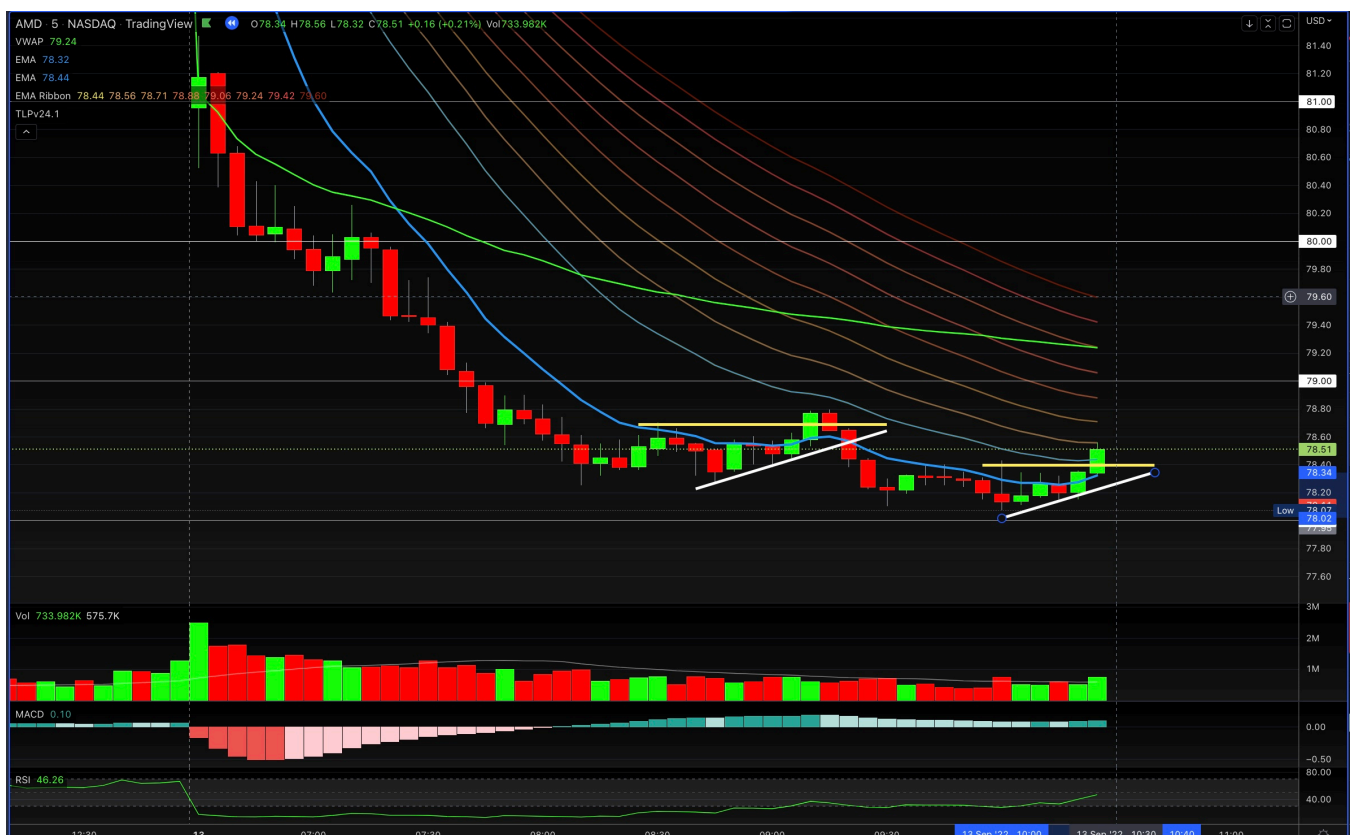 AMD · 5 · NASDAQ · TradingView O78.34 H78.56 L78.32 C78.51 +0.16 (+0.21%) Vol733.982K
USD
VWAP 79.24
EMA 78.32
EMA 78.44
EMA Ribbon 78.44 78.56 78.71 78.88 79.06 79.24 79.42 79.60
TLPv24.1
81.40
81.20
81.00
80.80
80.60
80.40
80.20
80.00
79.80
79.60
79.40
79.20
79.00
78.80
78.60
78.51
78.40
78.34
78.20
Low 78.07
78.02
77.95
77.80
77.60
Vol 733.982K 575.7K
3M
2M
1M
MACD 0.10
0.00
−0.50
RSI 46.26
80.00
40.00
12:30 13 07:00 07:30 08:00 08:30 09:00 09:30 13 Sep '22 10:00 13 Sep '22 10:30 10:40 11:00